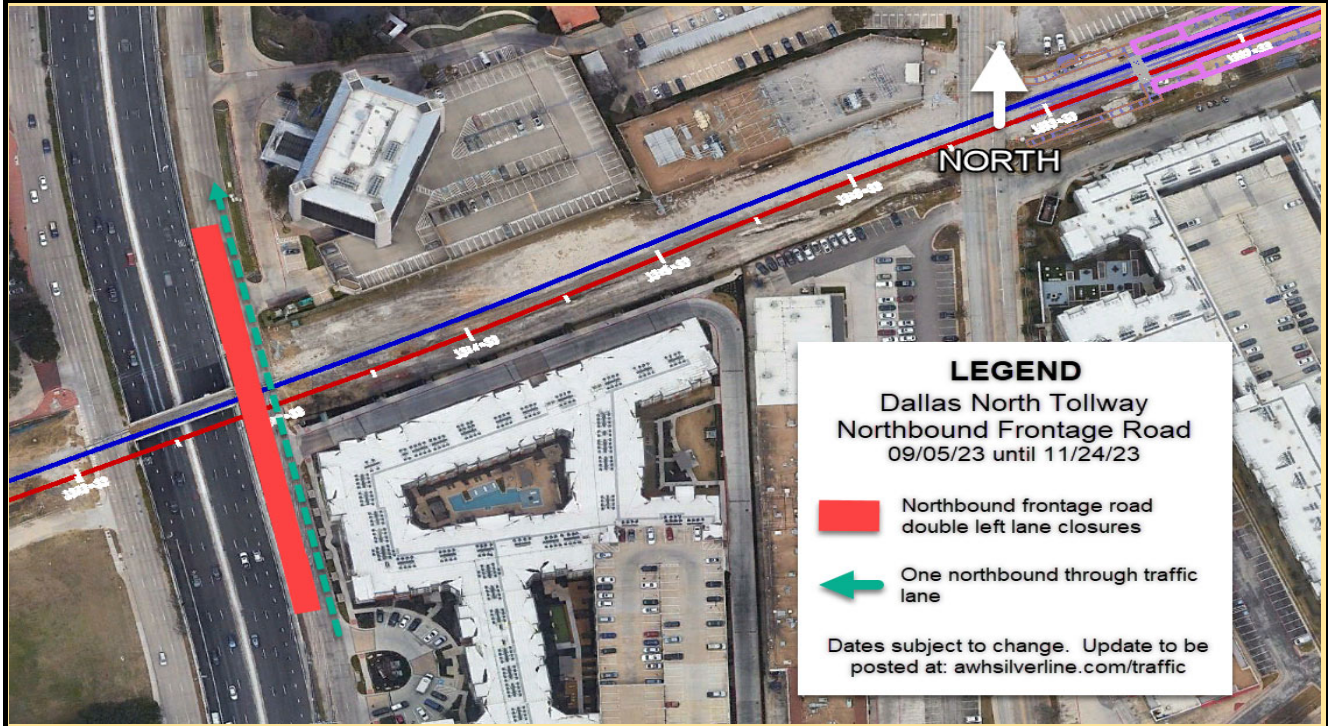 NORTH
LEGEND
Dallas North Tollway
Northbound Frontage Road
09/05/23 until 11/24/23
Northbound frontage road
double left lane closures
One northbound through traffic
lane
Dates subject to change. Update to be
posted at: awhsilverline.com/traffic